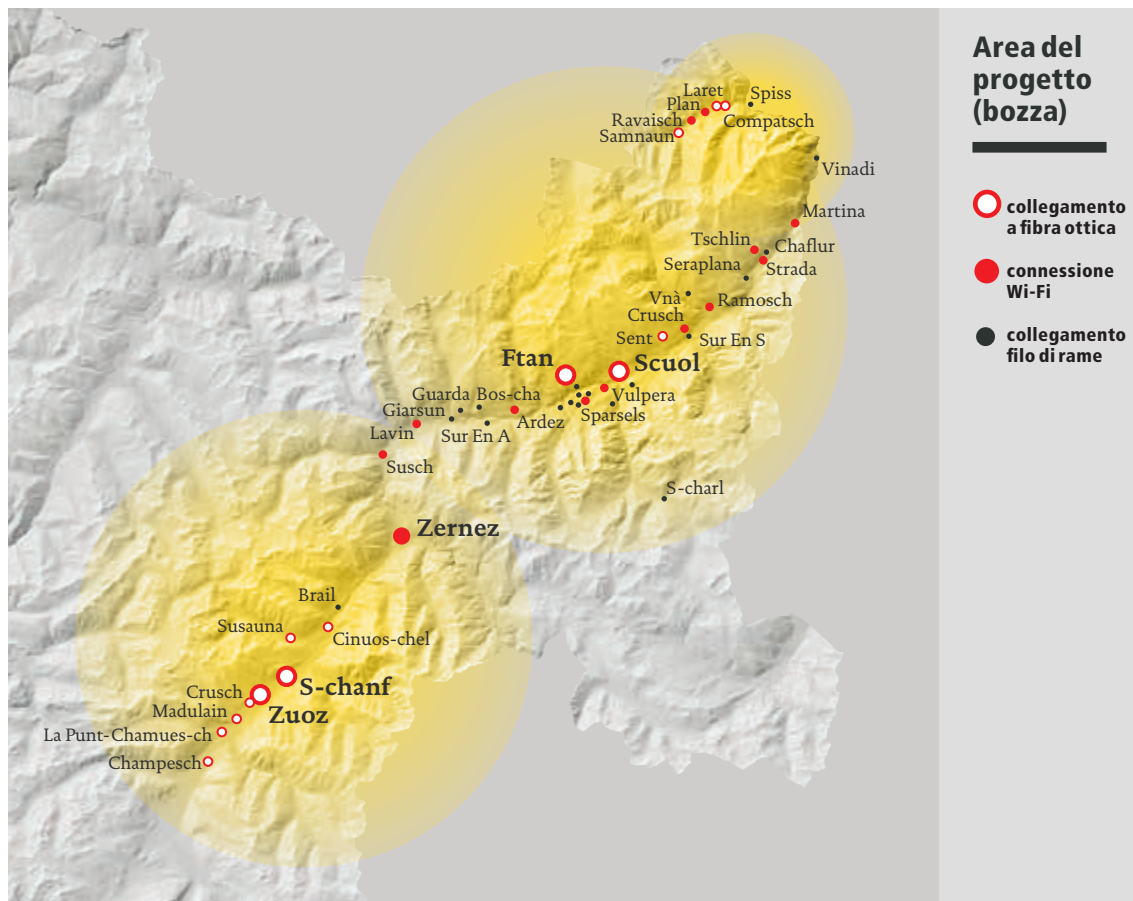 Area del
progetto
(bozza)
collegamento
a fibra ottica
connessione
Wi-Fi
collegamento
filo di rame
Laret
Spiss
Plan
Ravaisch
Compatsch
Samnaun
Vinadi
Martina
Tschlin
Chaflur
Seraplana
Strada
Vnà
Ramosch
Crusch
Sent
Sur En S
Ftan
Scuol
Guarda
Bos-cha
Vulpera
Giarsun
Ardez
Sparsels
Lavin
Sur En A
Susch
S-charl
Zernez
Brail
Susauna
Cinuos-chel
S-chanf
Crusch
Zuoz
Madulain
La Punt-Chamues-ch
Champesch